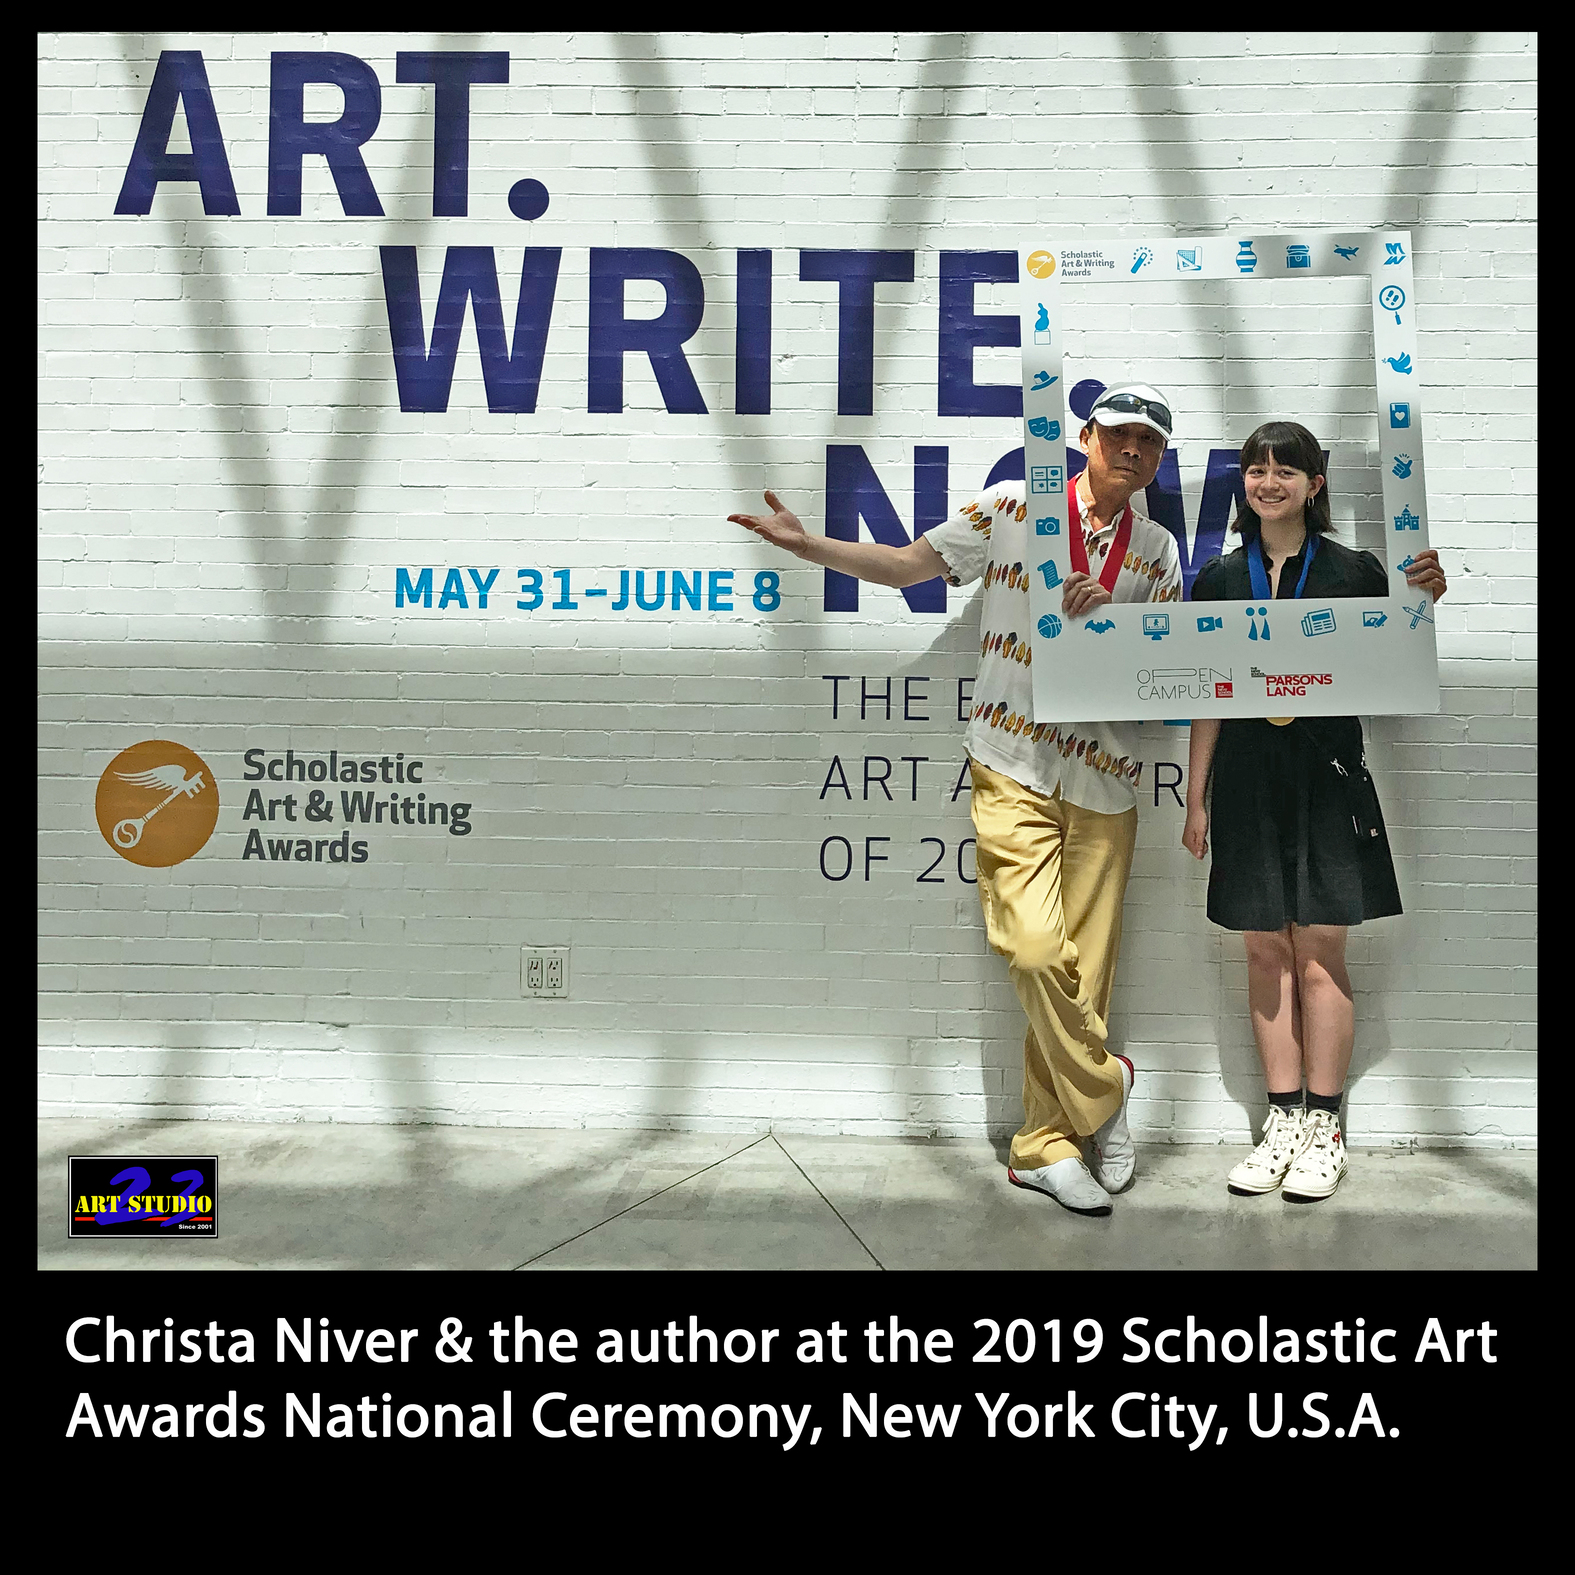 ART.
WRITE.
NOW
MAY 31–JUNE 8
Scholastic
Art & Writing
Awards
OPEN
CAMPUS
PARSONS
LANG
THE
ART
OF
Scholastic
Art & Writing
Awards
ART STUDIO
23
Since 2001
Christa Niver & the author at the 2019 Scholastic Art
Awards National Ceremony, New York City, U.S.A.